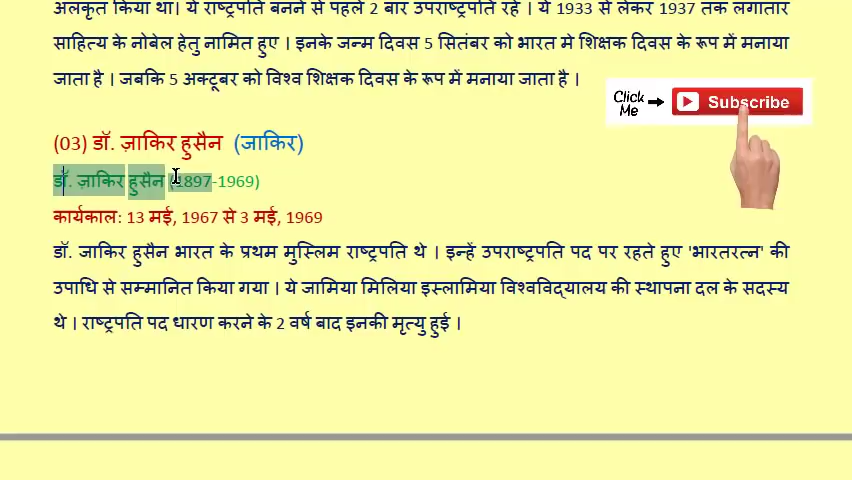 अलंकृत किया था। ये राष्ट्रपति बनने से पहले 2 बार उपराष्ट्रपति रहे । ये 1933 से लेकर 1937 तक लगातार
साहित्य के नोबेल हेतु नामित हुए । इनके जन्म दिवस 5 सितंबर को भारत मे शिक्षक दिवस के रूप में मनाया
जाता है । जबकि 5 अक्टूबर को विश्व शिक्षक दिवस के रूप में मनाया जाता है ।
Click Me
Subscribe
(03) डॉ. ज़ाकिर हुसैन (जाकिर)
डॉ. ज़ाकिर हुसैन (1897-1969)
कार्यकाल: 13 मई, 1967 से 3 मई, 1969
डॉ. जाकिर हुसैन भारत के प्रथम मुस्लिम राष्ट्रपति थे । इन्हें उपराष्ट्रपति पद पर रहते हुए 'भारतरत्न' की
उपाधि से सम्मानित किया गया । ये जामिया मिलिया इस्लामिया विश्वविद्यालय की स्थापना दल के सदस्य
थे । राष्ट्रपति पद धारण करने के 2 वर्ष बाद इनकी मृत्यु हुई ।